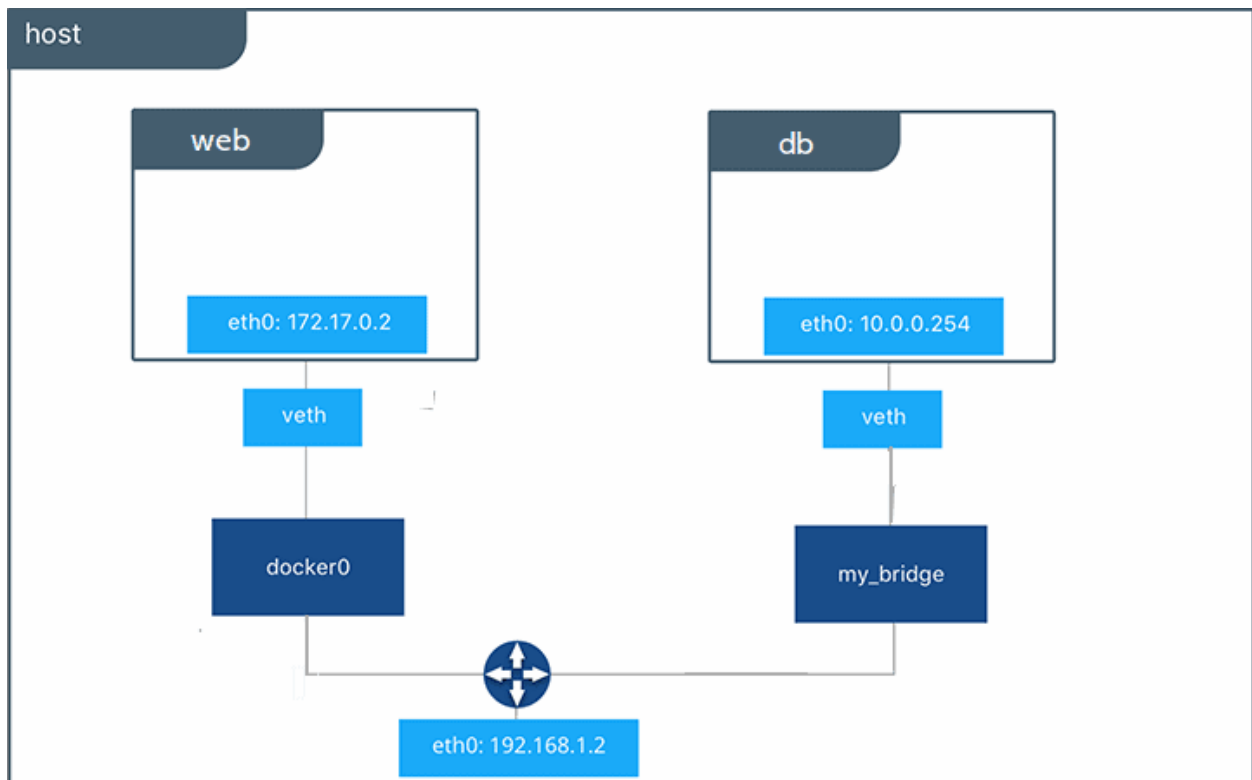 host
web
db
eth0: 172.17.0.2
eth0: 10.0.0.254
veth
veth
docker0
my_bridge
eth0: 192.168.1.2